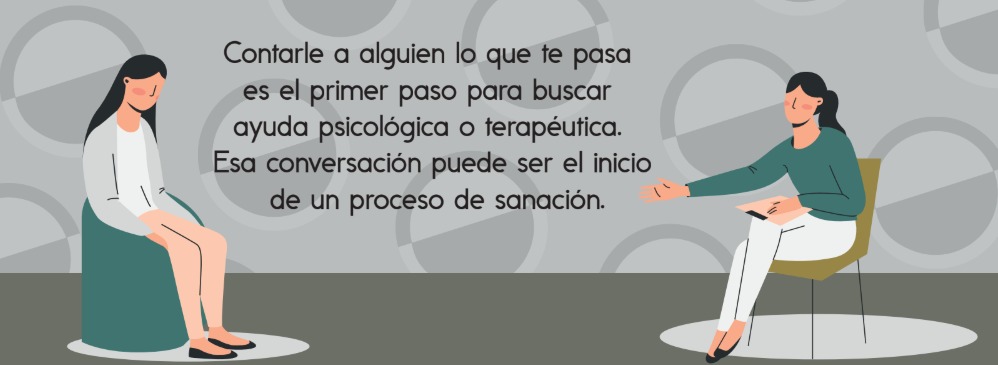 Contarle a alguien lo que te pasa
es el primer paso para buscar
ayuda psicológica o terapéutica.
Esa conversación puede ser el inicio
de un proceso de sanación.